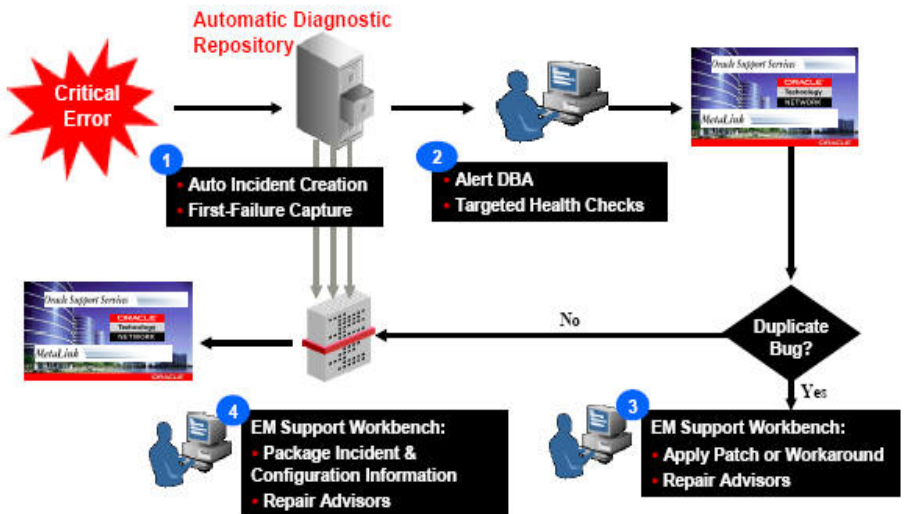 Automatic Diagnostic
Repository
Critical
Error
1
• Auto Incident Creation
• First-Failure Capture
2
• Alert DBA
• Targeted Health Checks
Oracle Support Services
ORACLE
Technology
NETWORK
MetaLink
ORACLE
Duplicate
Bug?
No
Yes
3
EM Support Workbench:
• Apply Patch or Workaround
• Repair Advisors
4
EM Support Workbench:
• Package Incident &
Configuration Information
• Repair Advisors
Oracle Support Services
ORACLE
Technology
NETWORK
MetaLink
ORACLE